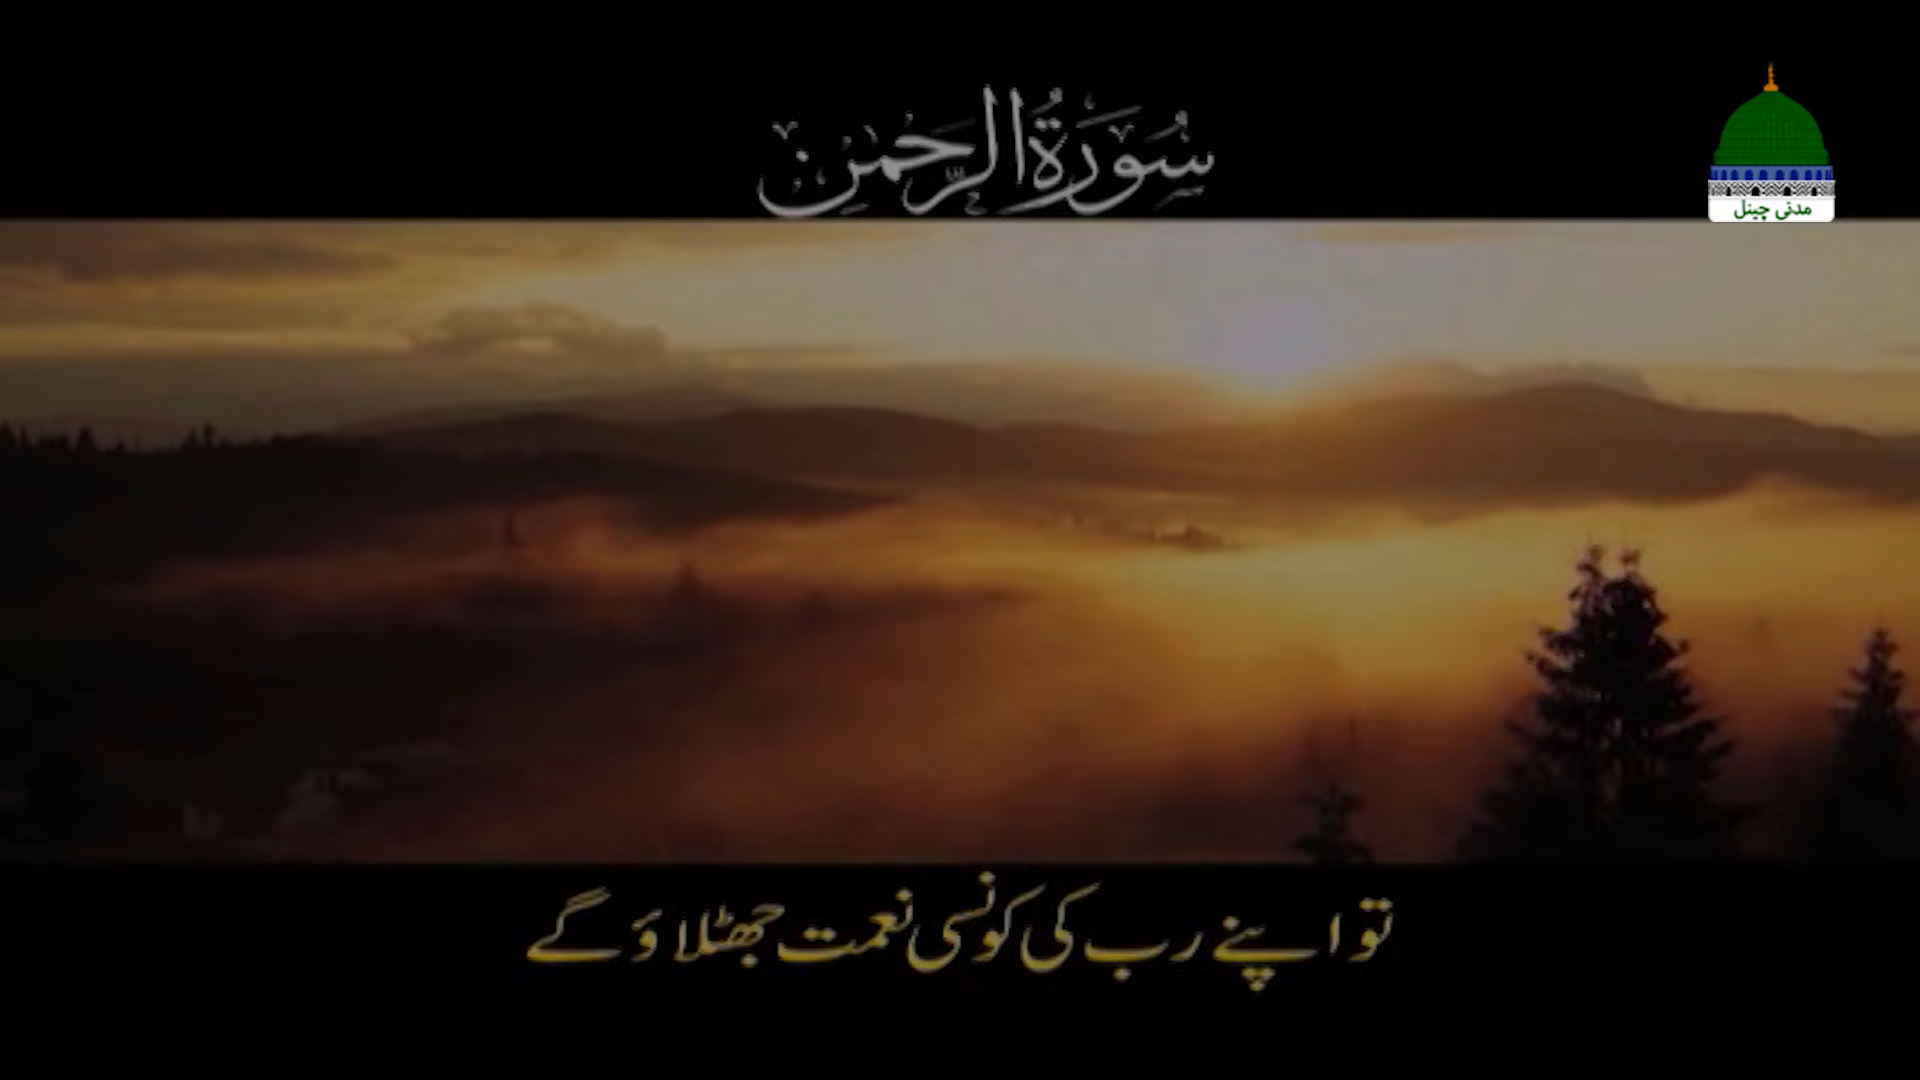 سُوۡرَۃُ الرَّحۡمٰن
مدنی چینل
تو اپنے رب کی کونسی نعمت جھٹلاؤ گے